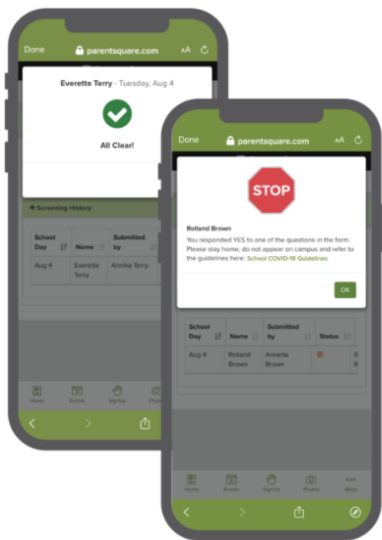 Done
parentsquare.com
AA
Everette Terry - Tuesday, Aug 4
All Clear!
+ Screening History
School Day
Name
Submitted by
Aug 4
Everette Terry
Annika Terry
Home
Events
SignUp
Done
parentsquare.com
AA
STOP
Rolland Brown
You responded YES to one of the questions in the form.
Please stay home, do not appear on campus and refer to
the guidelines here: School COVID-19 Guidelines
OK
School Day
Name
Submitted by
Status
Aug 4
Rolland Brown
Annette Brown
Home
Events
SignUp
Photos
More